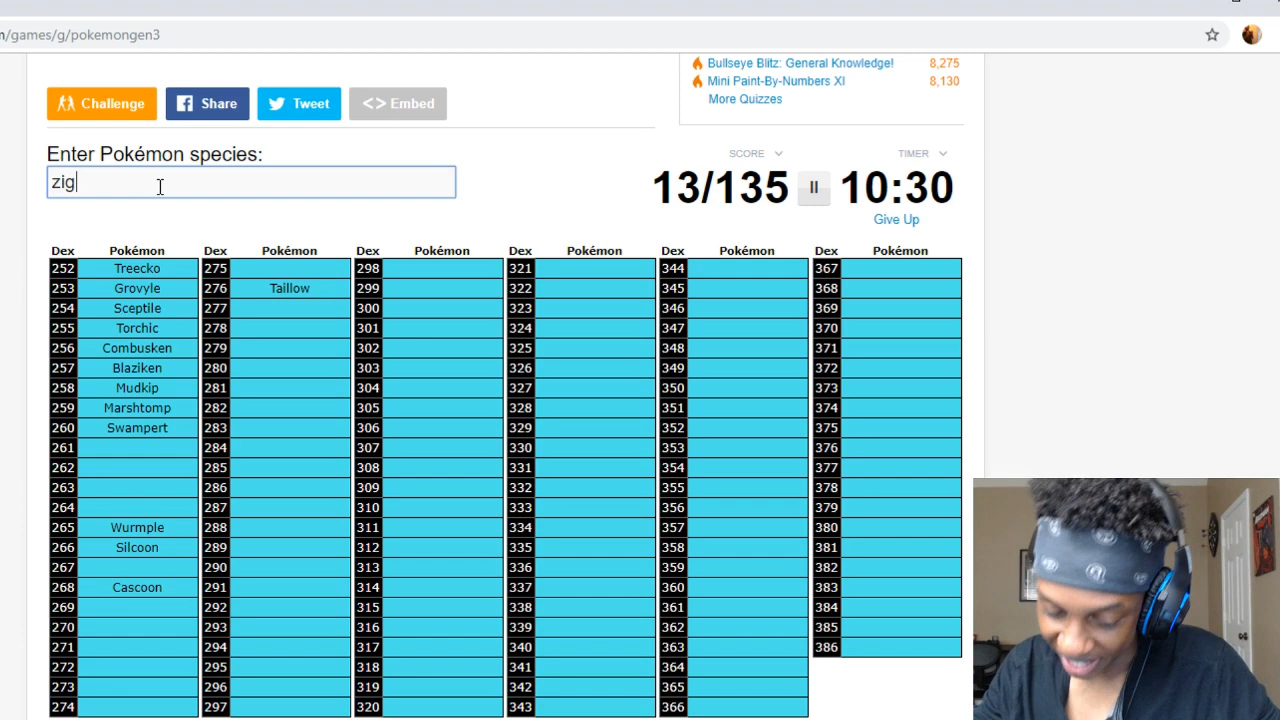 m/games/g/pokemongen3
Bullseye Blitz: General Knowledge! 8,275
Mini Paint-By-Numbers XI 8,130
More Quizzes
Challenge Share Tweet <> Embed
Enter Pokémon species:
SCORE TIMER
zig
13/135 10:30
Give Up
Dex Pokémon Dex Pokémon Dex Pokémon Dex Pokémon Dex Pokémon Dex Pokémon
252 Treecko 275 298 321 344 367
253 Grovyle 276 Taillow 299 322 345 368
254 Sceptile 277 300 323 346 369
255 Torchic 278 301 324 347 370
256 Combusken 279 302 325 348 371
257 Blaziken 280 303 326 349 372
258 Mudkip 281 304 327 350 373
259 Marshtomp 282 305 328 351 374
260 Swampert 283 306 329 352 375
261 284 307 330 353 376
262 285 308 331 354 377
263 286 309 332 355 378
264 287 310 333 356 379
265 Wurmple 288 311 334 357 380
266 Silcoon 289 312 335 358 381
267 290 313 336 359 382
268 Cascoon 291 314 337 360 383
269 292 315 338 361 384
270 293 316 339 362 385
271 294 317 340 363 386
272 295 318 341 364
273 296 319 342 365
274 297 320 343 366